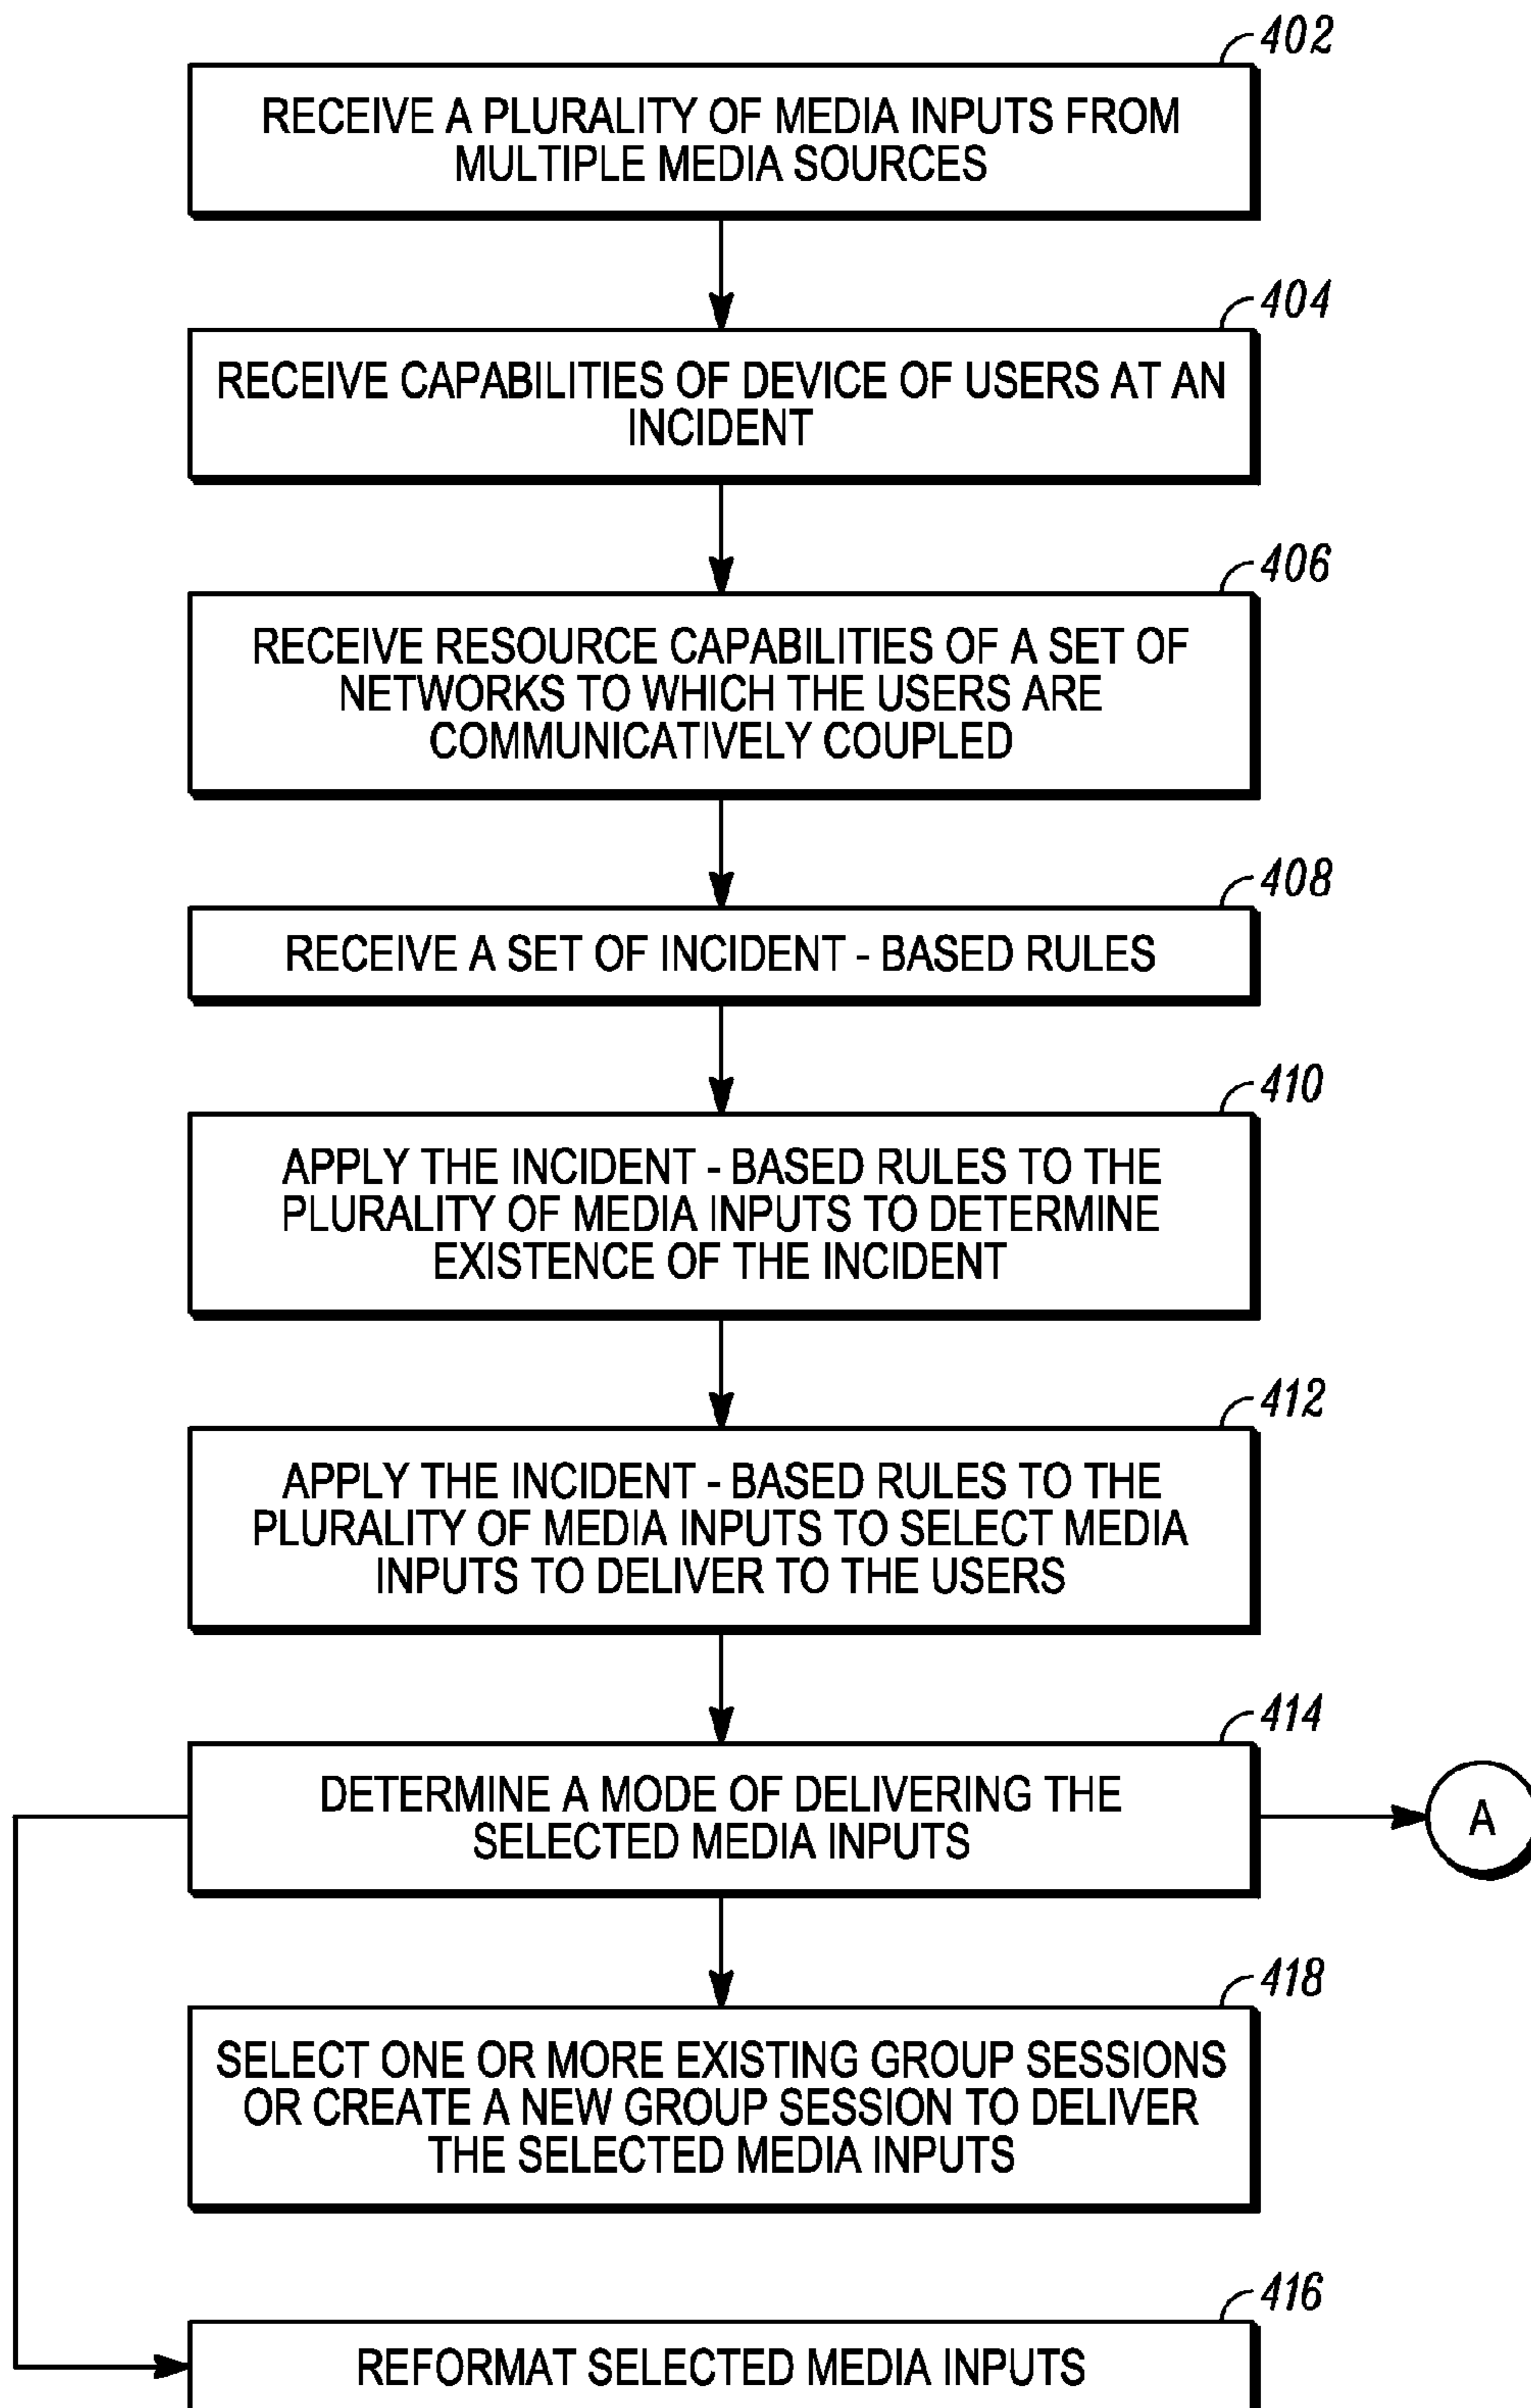 402
RECEIVE A PLURALITY OF MEDIA INPUTS FROM
MULTIPLE MEDIA SOURCES
404
RECEIVE CAPABILITIES OF DEVICE OF USERS AT AN
INCIDENT
406
RECEIVE RESOURCE CAPABILITIES OF A SET OF
NETWORKS TO WHICH THE USERS ARE
COMMUNICATIVELY COUPLED
408
RECEIVE A SET OF INCIDENT - BASED RULES
410
APPLY THE INCIDENT - BASED RULES TO THE
PLURALITY OF MEDIA INPUTS TO DETERMINE
EXISTENCE OF THE INCIDENT
412
APPLY THE INCIDENT - BASED RULES TO THE
PLURALITY OF MEDIA INPUTS TO SELECT MEDIA
INPUTS TO DELIVER TO THE USERS
414
DETERMINE A MODE OF DELIVERING THE
SELECTED MEDIA INPUTS
A
418
SELECT ONE OR MORE EXISTING GROUP SESSIONS
OR CREATE A NEW GROUP SESSION TO DELIVER
THE SELECTED MEDIA INPUTS
416
REFORMAT SELECTED MEDIA INPUTS